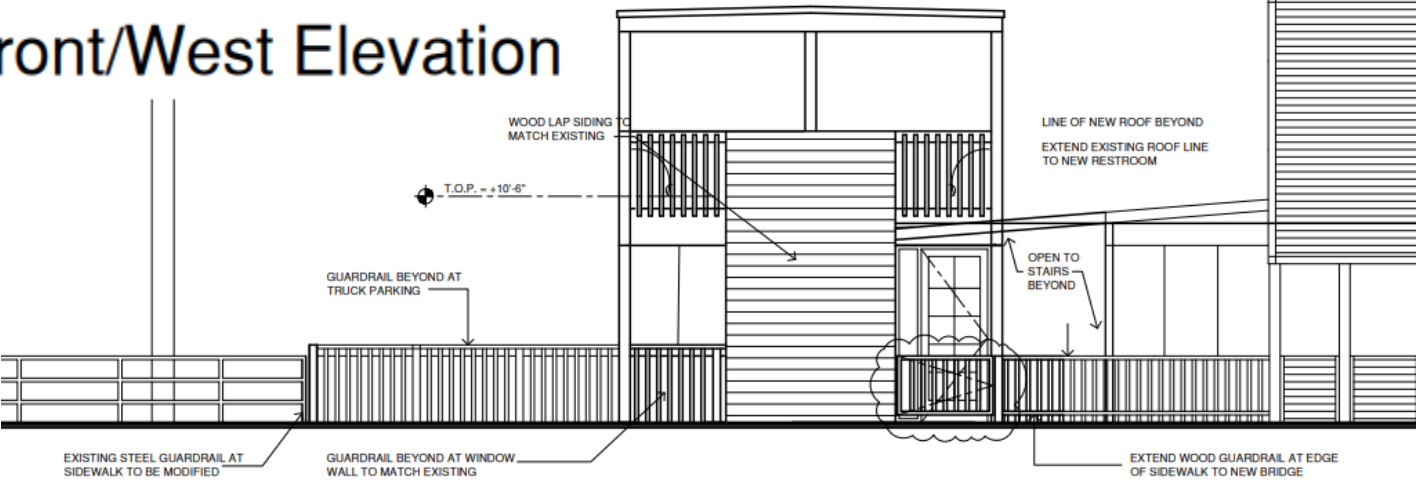 ront/West Elevation
WOOD LAP SIDING TO
MATCH EXISTING
LINE OF NEW ROOF BEYOND
EXTEND EXISTING ROOF LINE
TO NEW RESTROOM
T.O.P. = +10'-6"
OPEN TO
STAIRS
BEYOND
GUARDRAIL BEYOND AT
TRUCK PARKING
EXISTING STEEL GUARDRAIL AT
SIDEWALK TO BE MODIFIED
GUARDRAIL BEYOND AT WINDOW
WALL TO MATCH EXISTING
EXTEND WOOD GUARDRAIL AT EDGE
OF SIDEWALK TO NEW BRIDGE